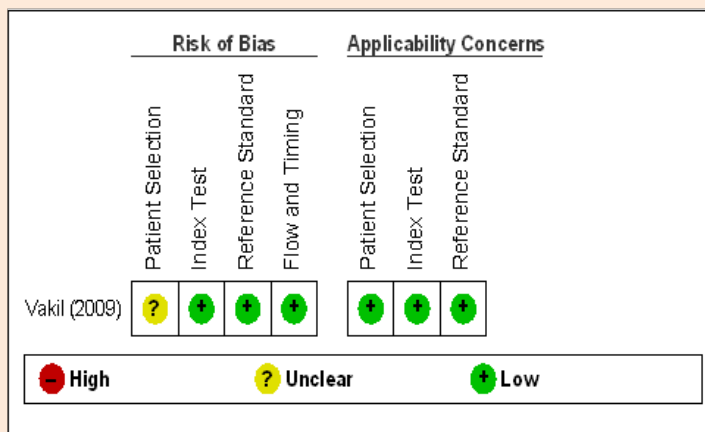 Risk of Bias
Applicability Concerns
Patient Selection
Index Test
Reference Standard
Flow and Timing
Patient Selection
Index Test
Reference Standard
Vakil (2009) ? + + + + + +
– High ? Unclear + Low